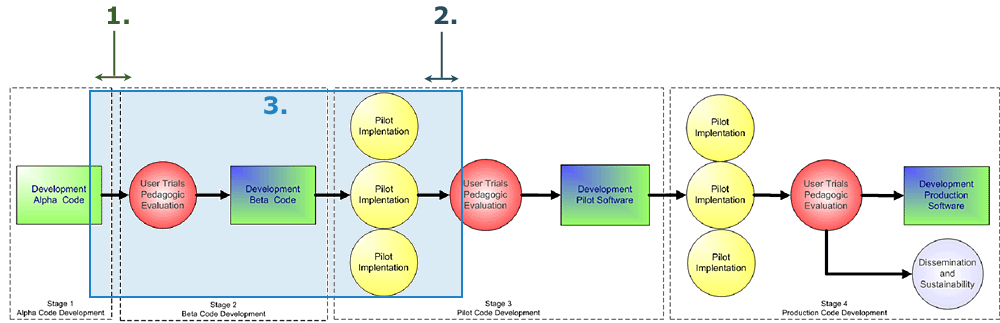 1.
2.
3.
Development
Alpha Code
User Trials
Pedagogic
Evaluation
Development
Beta Code
Pilot
Implentation
Pilot
Implentation
Pilot
Implentation
User Trials
Pedagogic
Evaluation
Development
Pilot Software
Pilot
Implentation
Pilot
Implentation
Pilot
Implentation
User Trials
Pedagogic
Evaluation
Development
Production
Software
Dissemination
and
Sustainability
Stage 1
Alpha Code Development
Stage 2
Beta Code Development
Stage 3
Pilot Code Development
Stage 4
Production Code Development